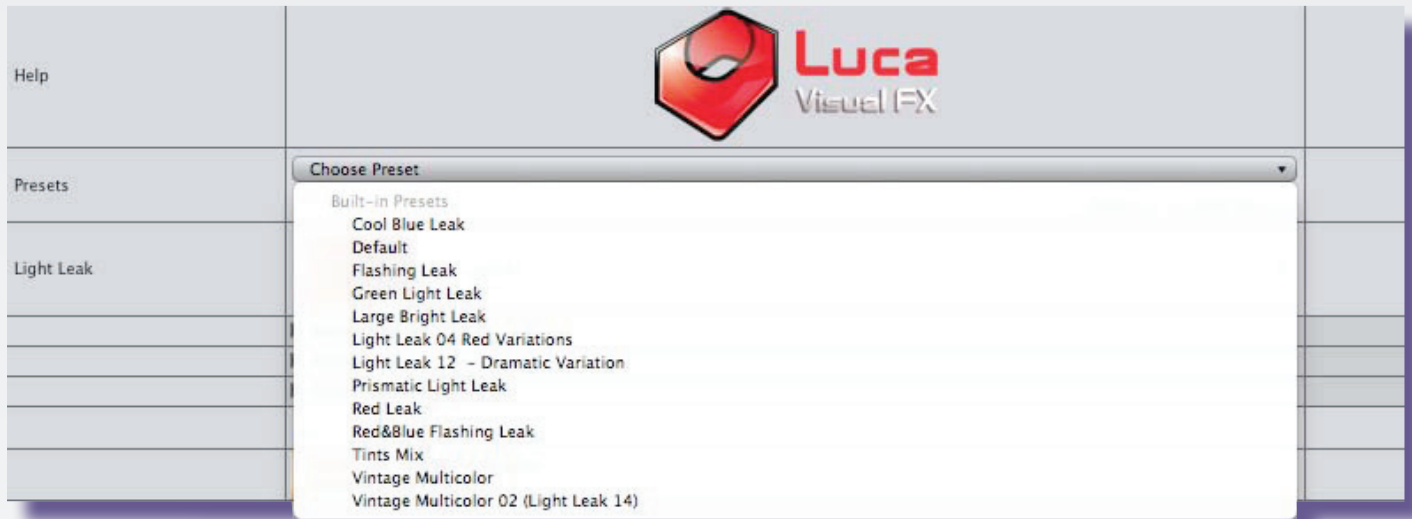 Help
Luca
Visual FX
Presets
Choose Preset
Built-in Presets
Cool Blue Leak
Default
Flashing Leak
Green Light Leak
Large Bright Leak
Light Leak
Light Leak 04 Red Variations
Light Leak 12 - Dramatic Variation
Prismatic Light Leak
Red Leak
Red&Blue Flashing Leak
Tints Mix
Vintage Multicolor
Vintage Multicolor 02 (Light Leak 14)